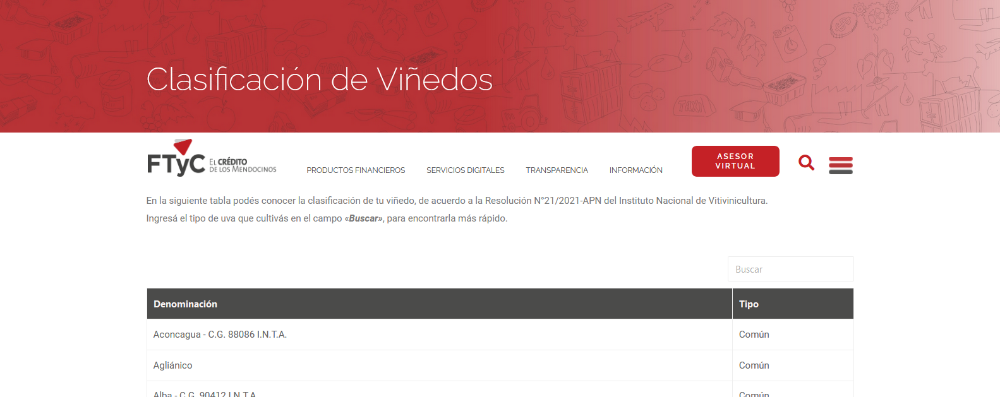 TAXI
Clasificación de Viñedos
FTyC EL CRÉDITO
DE LOS MENDOCINOS
PRODUCTOS FINANCIEROS
SERVICIOS DIGITALES
TRANSPARENCIA
INFORMACIÓN
ASESOR
VIRTUAL
En la siguiente tabla podés conocer la clasificación de tu viñedo, de acuerdo a la Resolución N°21/2021-APN del Instituto Nacional de Vitivinicultura.
Ingresá el tipo de uva que cultivás en el campo «Buscar», para encontrarla más rápido.
Buscar
Denominación Tipo
Aconcagua - C.G. 88086 I.N.T.A. Común
Agliánico Común
Alba - C.G. 90412 I.N.T.A. Común